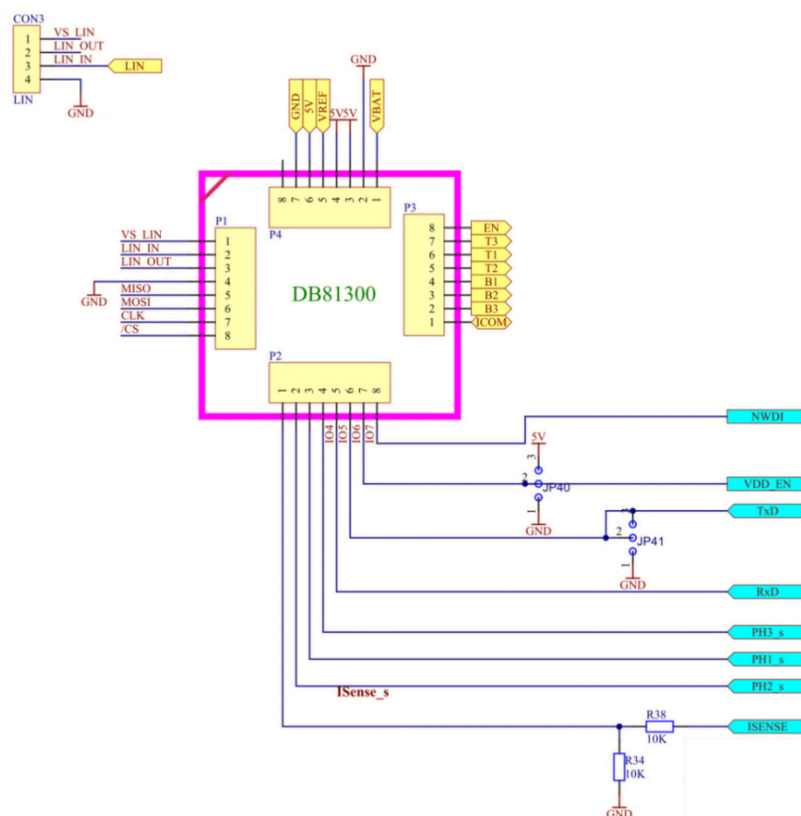 CON3
1 VS_LIN
2 LIN_OUT
3 LIN_IN LIN
4
LIN
GND
GND
GND 5V VREF 5V 5V VBAT
8 7 6 5 4 3 2 1
P4
P1
VS_LIN 1
LIN_IN 2
LIN_OUT 3
4
GND
MISO 5
MOSI 6
CLK 7
/CS 8
DB81300
P3
8 EN
7 T3
6 T1
5 T2
4 B1
3 B2
2 B3
1 ICOM
P2
1 2 3 4 5 6 7 8
IO4 IO5 IO6 IO7
NWDI
5V
3
2 JP40
1
GND
VDD_EN
TxD
3
2 JP41
1
GND
RxD
PH3_s
PH1_s
PH2_s
ISense_s
R38
10K
ISENSE
R34
10K
GND